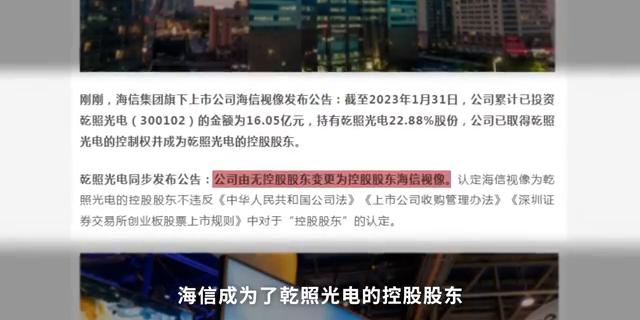 刚刚，海信集团旗下上市公司海信视像发布公告：截至2023年1月31日，公司累计已投资
乾照光电（300102）的金额为16.05亿元，持有乾照光电22.88%股份，公司已取得乾照
光电的控制权并成为乾照光电的控股股东。
乾照光电同步发布公告：公司由无控股股东变更为控股股东海信视像。认定海信视像为乾
照光电的控股股东不违反《中华人民共和国公司法》《上市公司收购管理办法》《深圳证
券交易所创业板股票上市规则》中对于“控股股东”的认定。
海信成为了乾照光电的控股股东